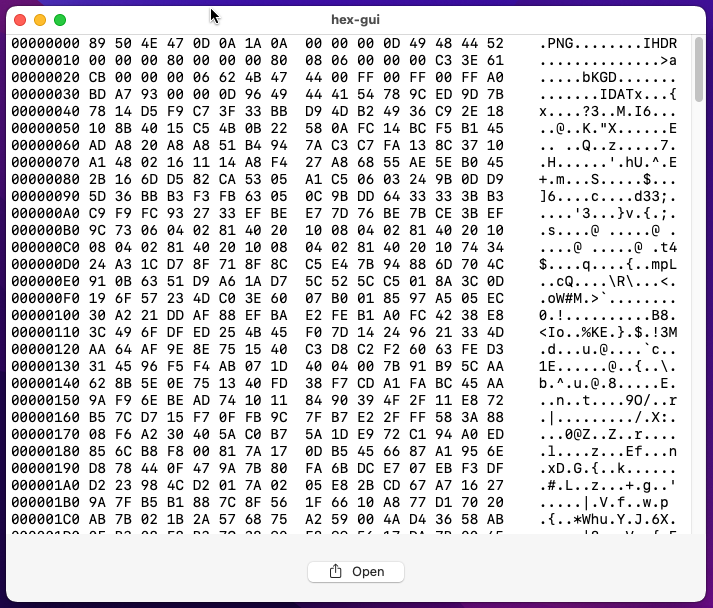 hex-gui
00000000 89 50 4E 47 0D 0A 1A 0A  00 00 00 0D 49 48 44 52    .PNG........IHDR
00000010 00 00 00 80 00 00 00 80  08 06 00 00 00 C3 3E 61    ..............>a
00000020 CB 00 00 00 06 62 4B 47  44 00 FF 00 FF 00 FF A0    .....bKGD.......
00000030 BD A7 93 00 00 0D 96 49  44 41 54 78 9C ED 9D 7B    .......IDATx...{
00000040 78 14 D5 F9 C7 3F 33 BB  D9 4D B2 49 36 C9 2E 18    x....?3..M.I6...
00000050 10 8B 40 15 C5 4B 0B 22  58 0A FC 14 BC F5 B1 45    ..@..K."X......E
00000060 AD A8 20 A8 A8 51 B4 94  7A C3 C7 FA 13 8C 37 10    .. ..Q..z.....7.
00000070 A1 48 02 16 11 14 A8 F4  27 A8 68 55 AE 5E B0 45    .H......'.hU.^.E
00000080 2B 16 6D D5 82 CA 53 05  A1 C5 06 03 24 9B 0D D9    +.m...S.....$...
00000090 5D 36 BB B3 F3 FB 63 05  0C 9B DD 64 33 33 3B B3    ]6....c....d33;.
000000A0 C9 F9 FC 93 27 33 EF BE  E7 7D 76 BE 7B CE 3B EF    ....'3...}v.{.;.
000000B0 9C 73 06 04 02 81 40 20  10 08 04 02 81 40 20 10    .s....@ .....@ .
000000C0 08 04 02 81 40 20 10 08  04 02 81 40 20 10 74 34    ....@ .....@ .t4
000000D0 24 A3 1C D7 8F 71 8F 8C  C5 E4 7B 94 88 6D 70 4C    $....q....{..mpL
000000E0 91 0B 63 51 D9 A6 1A D7  5C 52 5C C5 01 8A 3C 0D    ..cQ....\R\...<.
000000F0 19 6F 57 23 4D C0 3E 60  07 B0 01 85 97 A5 05 EC    .oW#M.>`........
00000100 30 A2 21 DD AF 88 EF BA  E2 FE B1 A0 FC 42 38 E8    0.!..........B8.
00000110 3C 49 6F DF ED 25 4B 45  F0 7D 14 24 96 21 33 4D    <Io..%KE.}.$.!3M
00000120 AA 64 AF 9E 8E 75 15 40  C3 D8 C2 F2 60 63 FE D3    .d...u.@....`c..
00000130 31 45 96 F5 F4 AB 07 1D  40 04 00 7B 91 B9 5C AA    1E......@..{..\.
00000140 62 8B 5E 0E 75 13 40 FD  38 F7 CD A1 FA BC 45 AA    b.^.u.@.8.....E.
00000150 9A F9 6E BE AD 74 10 11  84 90 39 4F 2F 11 E8 72    ..n..t....9O/..r
00000160 B5 7C D7 15 F7 0F FB 9C  7F B7 E2 2F FF 58 3A 88    .|........./.X:.
00000170 08 F6 A2 30 40 5A C0 B7  5A 1D E9 72 C1 94 A0 ED    ...0@Z..Z..r....
00000180 85 6C B8 F8 00 81 7A 17  0D B5 45 66 87 A1 95 6E    .l....z...Ef...n
00000190 D8 78 44 0F 47 9A 7B 80  FA 6B DC E7 07 EB F3 DF    .xD.G.{..k......
000001A0 D2 23 98 4C D2 01 7A 02  05 E8 2B CD 67 A7 16 27    .#.L..z...+.g..'
000001B0 9A 7F B5 B1 88 7C 8F 56  1F 66 10 A8 77 D1 70 20    .....|.V.f..w.p
000001C0 AB 7B 02 1B 2A 57 68 75  A2 59 00 4A D4 36 58 AB    .{..*Whu.Y.J.6X.
Open